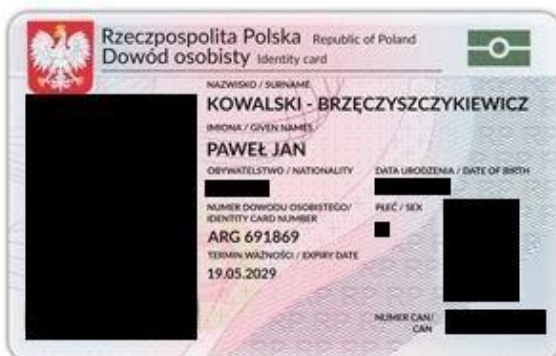 Rzeczpospolita Polska Republic of Poland
Dowód osobisty Identity card
NAZWISKO / SURNAME
KOWALSKI - BRZĘCZYSZCZYKIEWICZ
IMIONA / GIVEN NAMES
PAWEŁ JAN
OBYWATELSTWO / NATIONALITY DATA URODZENIA / DATE OF BIRTH
NUMER DOWODU OSOBISTEGO/ PŁEĆ / SEX
IDENTITY CARD NUMBER
ARG 691869
TERMIN WAŻNOŚCI / EXPIRY DATE
19.05.2029
NUMER CAN/
CAN